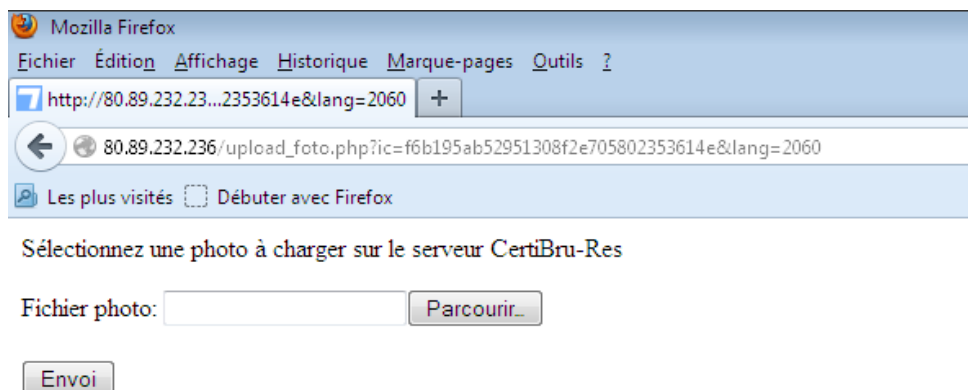 Mozilla Firefox
Fichier Édition Affichage Historique Marque-pages Outils ?
http://80.89.232.23...2353614e&lang=2060 +
80.89.232.236/upload_foto.php?ic=f6b195ab52951308f2e705802353614e&lang=2060
Les plus visités Débuter avec Firefox
Sélectionnez une photo à charger sur le serveur CertiBru-Res
Fichier photo: Parcourir...
Envoi